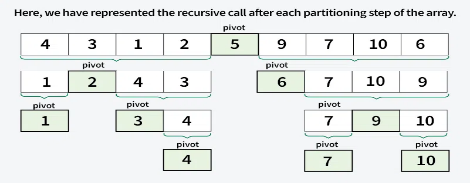 Here, we have represented the recursive call after each partitioning step of the array.
pivot
4 3 1 2 5 9 7 10 6
pivot pivot
1 2 4 3 6 7 10 9
pivot pivot pivot
1 3 4 7 9 10
pivot pivot pivot
4 7 10